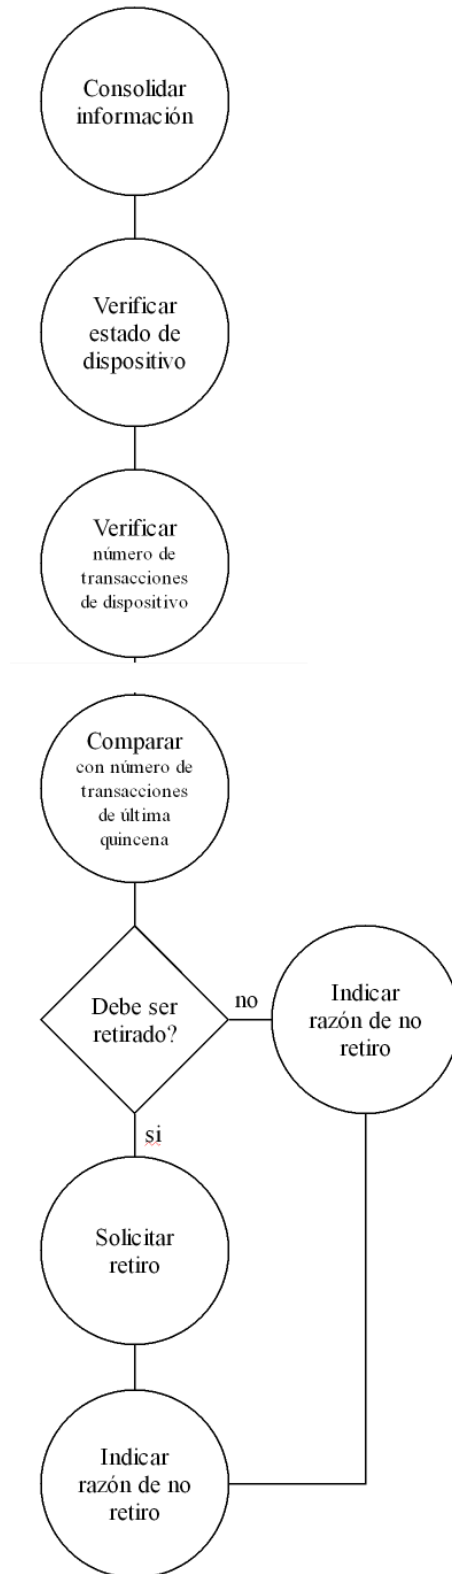 Consolidar
información
Verificar
estado de
dispositivo
Verificar
número de
transacciones
de dispositivo
Comparar
con número de
transacciones
de última
quincena
Debe ser
retirado?
no
Indicar
razón de no
retiro
si
Solicitar
retiro
Indicar
razón de no
retiro